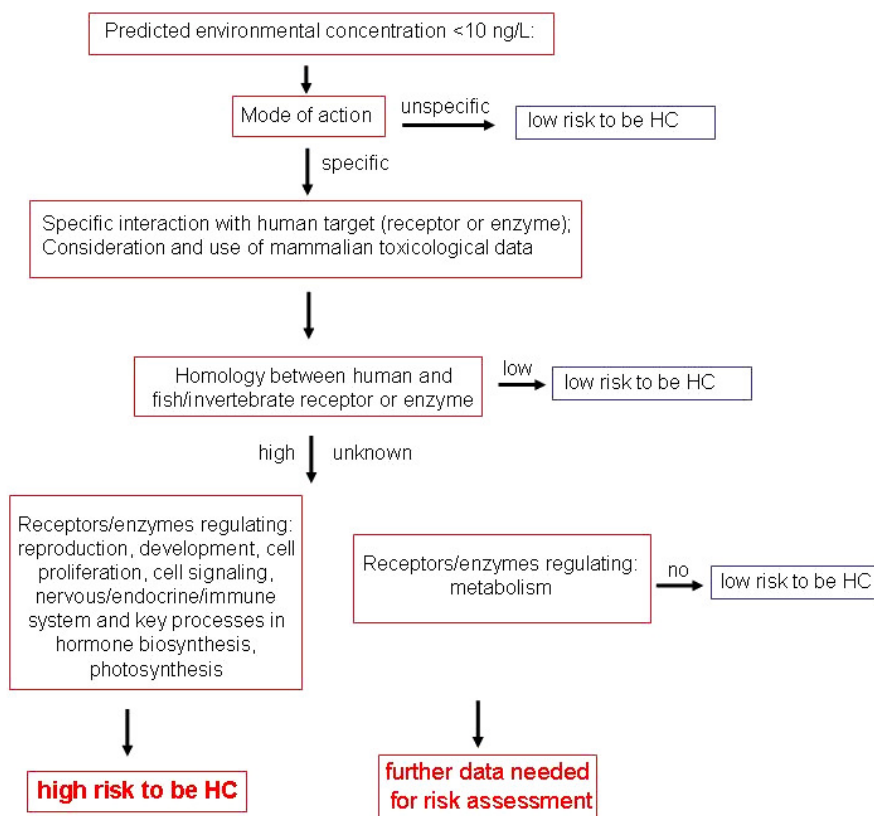 Predicted environmental concentration <10 ng/L:
Mode of action
unspecific
low risk to be HC
specific
Specific interaction with human target (receptor or enzyme);
Consideration and use of mammalian toxicological data
Homology between human and
fish/invertebrate receptor or enzyme
low
low risk to be HC
high
unknown
Receptors/enzymes regulating:
reproduction, development, cell
proliferation, cell signaling,
nervous/endocrine/immune
system and key processes in
hormone biosynthesis,
photosynthesis
Receptors/enzymes regulating:
metabolism
no
low risk to be HC
high risk to be HC
further data needed
for risk assessment